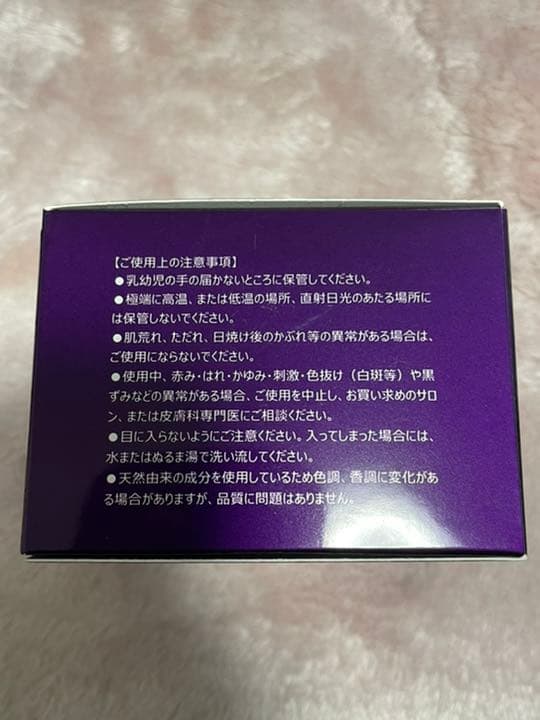 【ご使用上の注意事項】
●乳幼児の手の届かないところに保管してください。
●極端に高温、または低温の場所、直射日光のあたる場所に
は保管しないでください。
●肌荒れ、ただれ、日焼け後のかぶれ等の異常がある場合は、
ご使用にならないでください。
●使用中、赤み・はれ・かゆみ・刺激・色抜け（白斑等）や黒
ずみなどの異常がある場合、ご使用を中止し、お買い求めのサロ
ン、または皮膚科専門医にご相談ください。
●目に入らないようにご注意ください。入ってしまった場合には、
水またはぬるま湯で洗い流してください。
●天然由来の成分を使用しているため色調、香調に変化があ
る場合がありますが、品質に問題はありません。